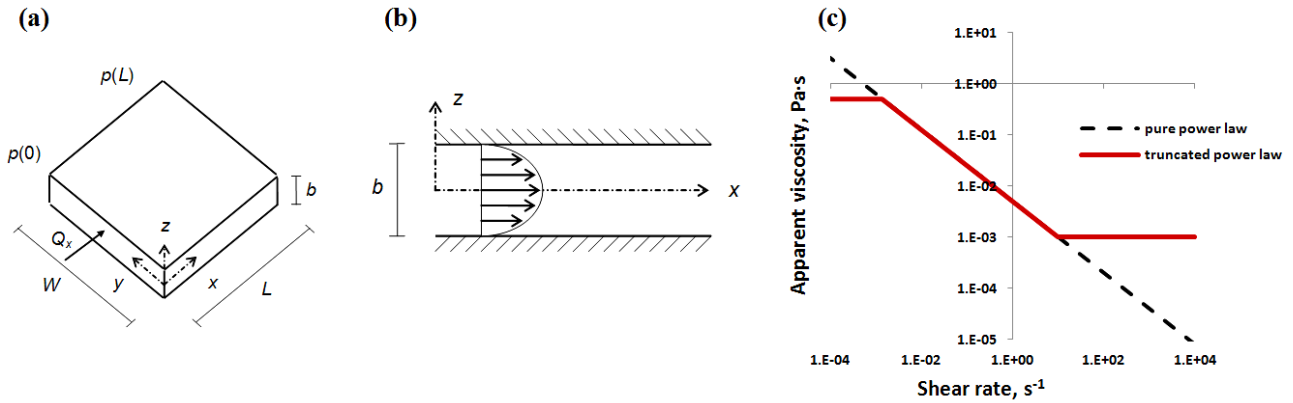 (a)
p(L)
p(0)
b
z
Qx
W
y
x
L
(b)
z
b
x
(c)
Apparent viscosity, Pa·s
1.E+01
1.E+00
1.E-01
1.E-02
1.E-03
1.E-04
1.E-05
pure power law
truncated power law
1.E-04
1.E-02
1.E+00
1.E+02
1.E+04
Shear rate, s-1